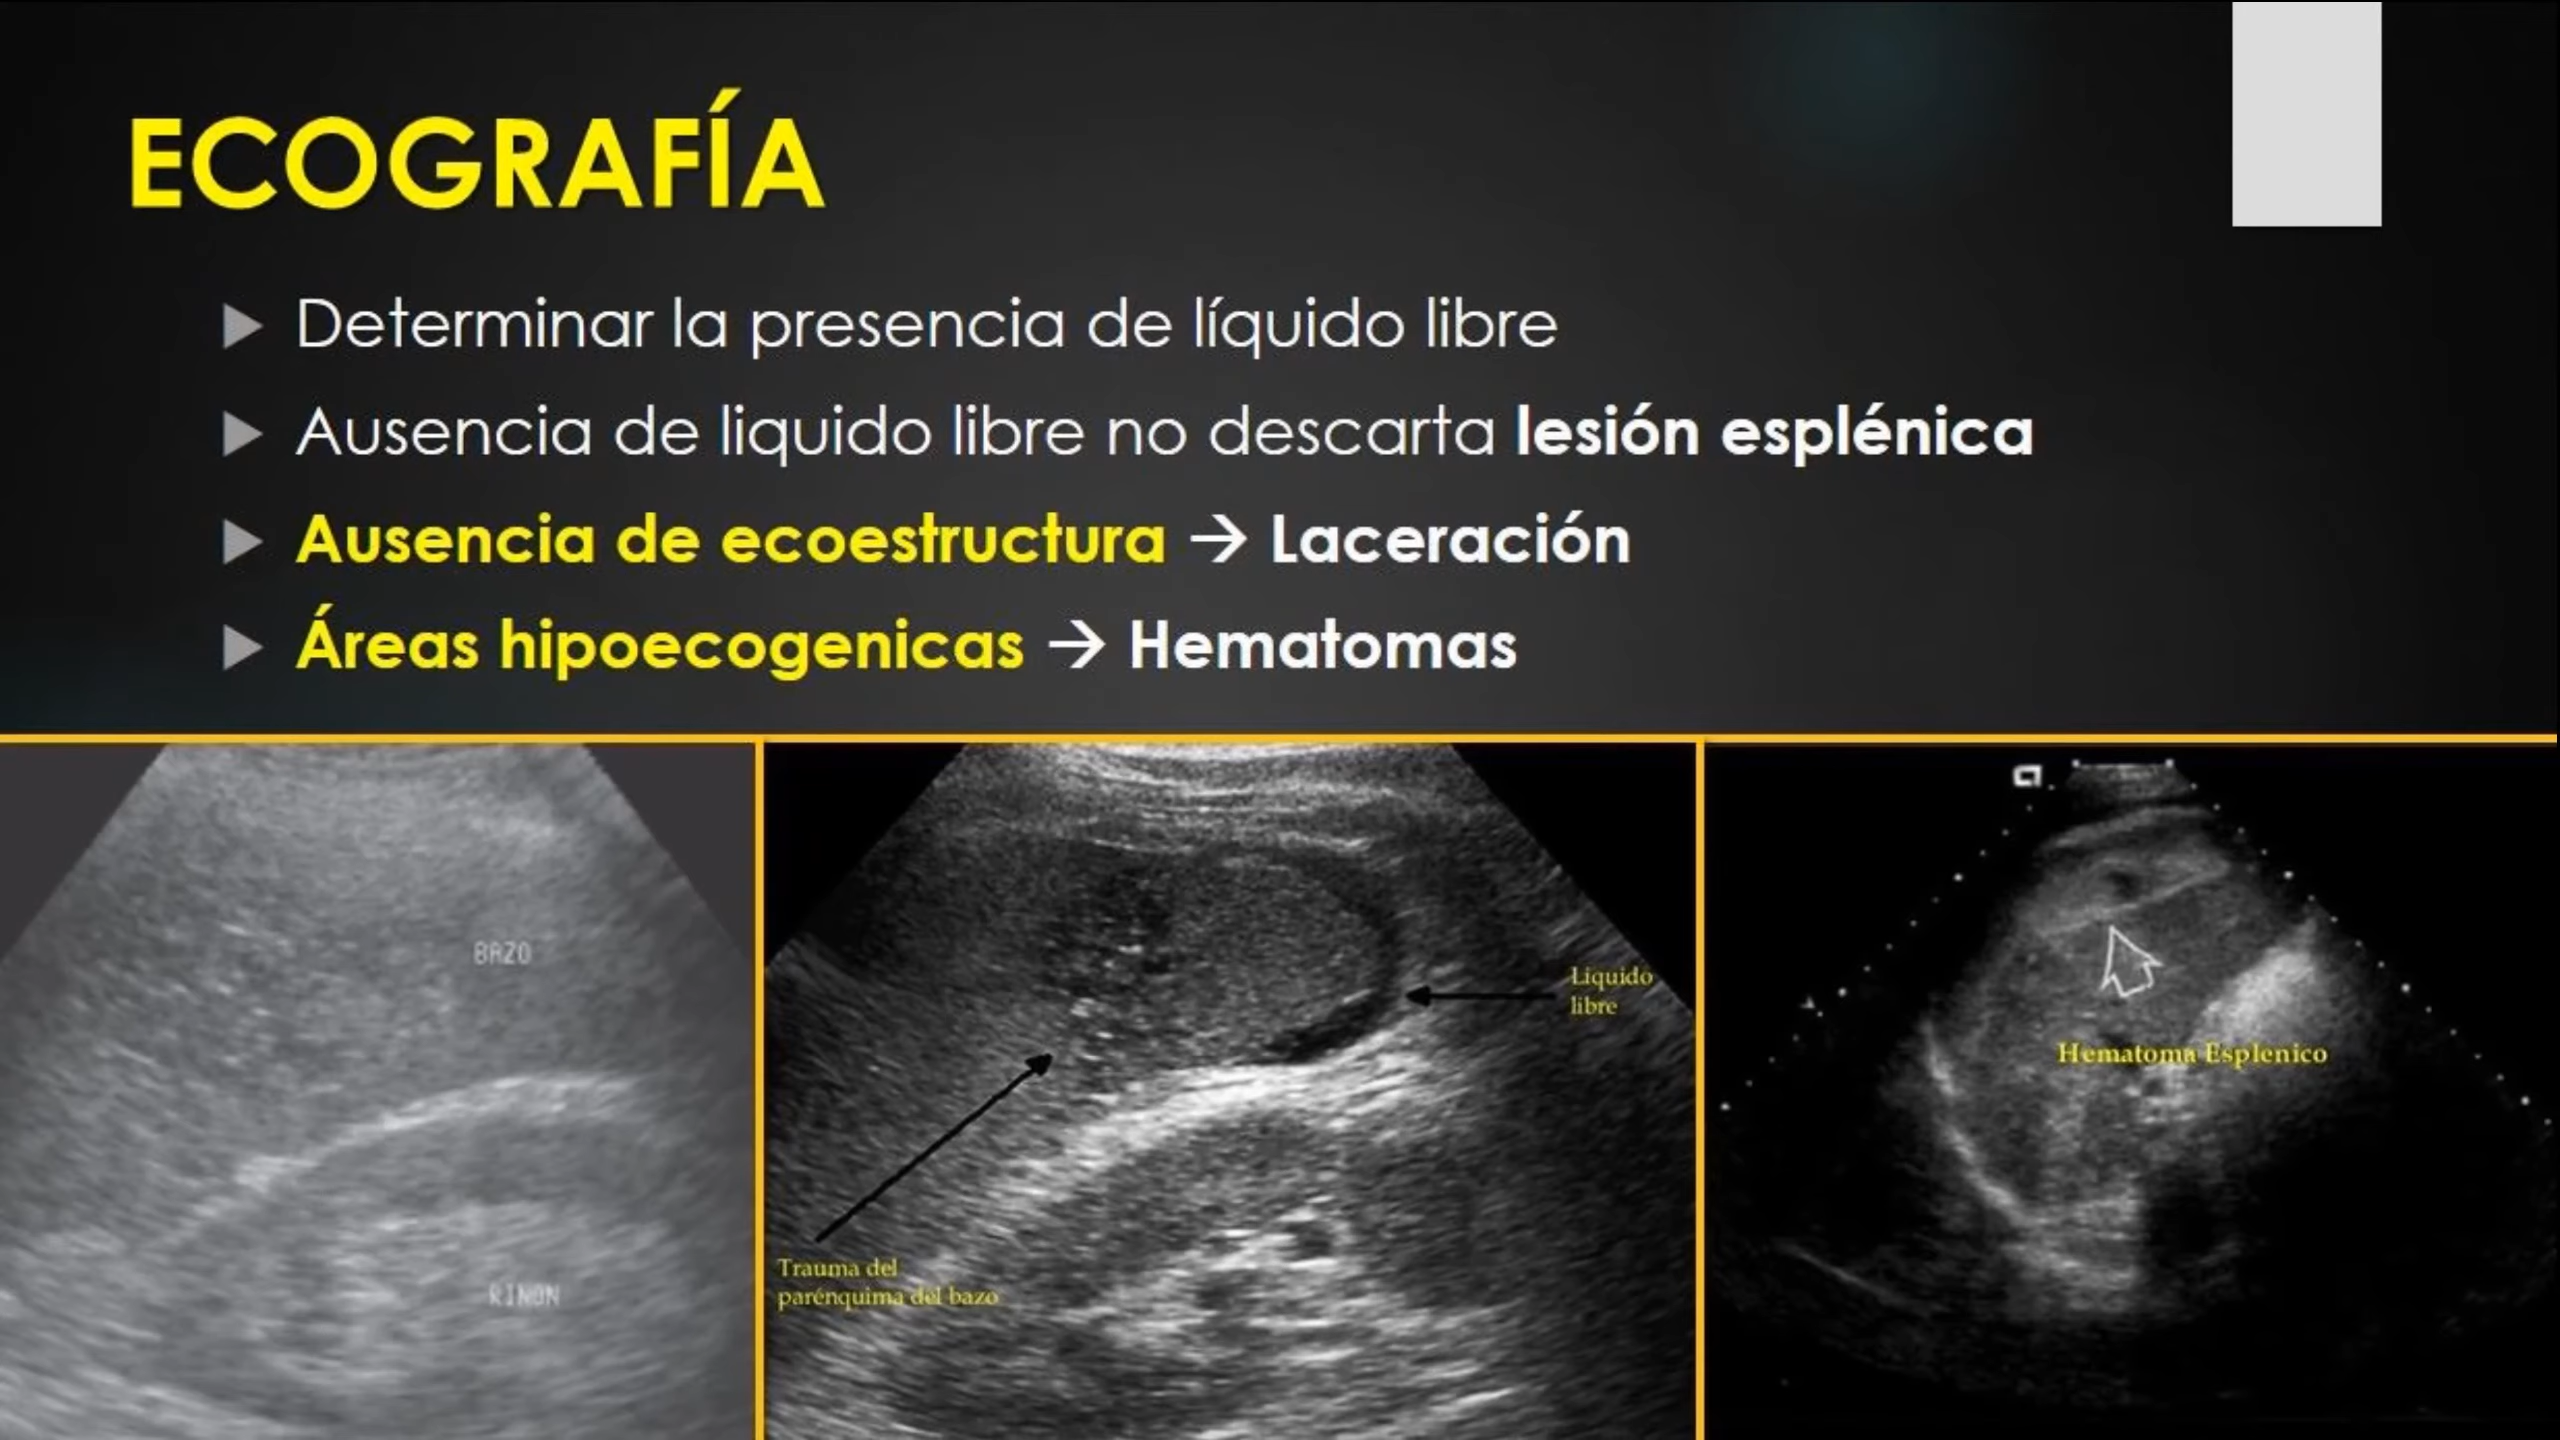 ECOGRAFÍA
Determinar la presencia de líquido libre
Ausencia de liquido libre no descarta lesión esplénica
Ausencia de ecoestructura → Laceración
Áreas hipoecogenicas → Hematomas
BAZO
RINON
Liquido
libre
Trauma del
parénquima del bazo
Hematoma Esplenico